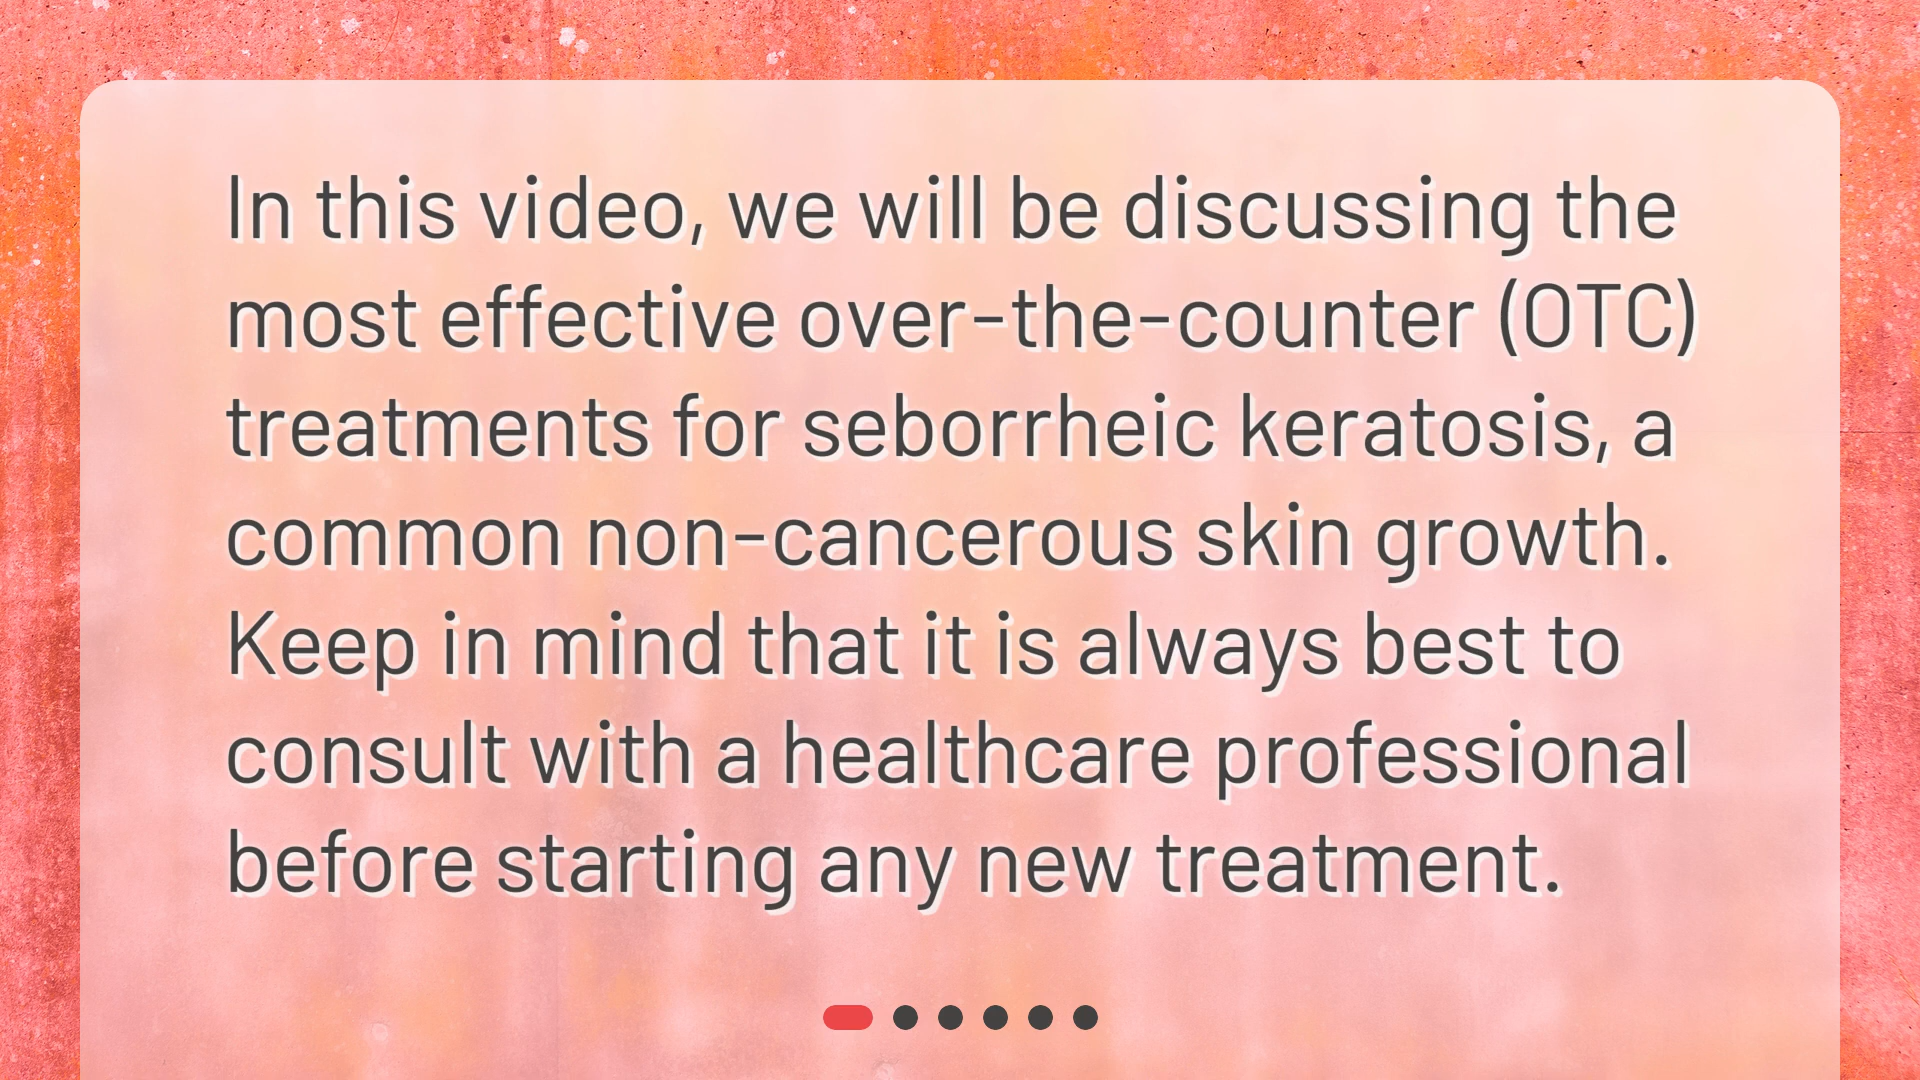 In this video, we will be discussing the
most effective over-the-counter (OTC)
treatments for seborrheic keratosis, a
common non-cancerous skin growth.
Keep in mind that it is always best to
consult with a healthcare professional
before starting any new treatment.